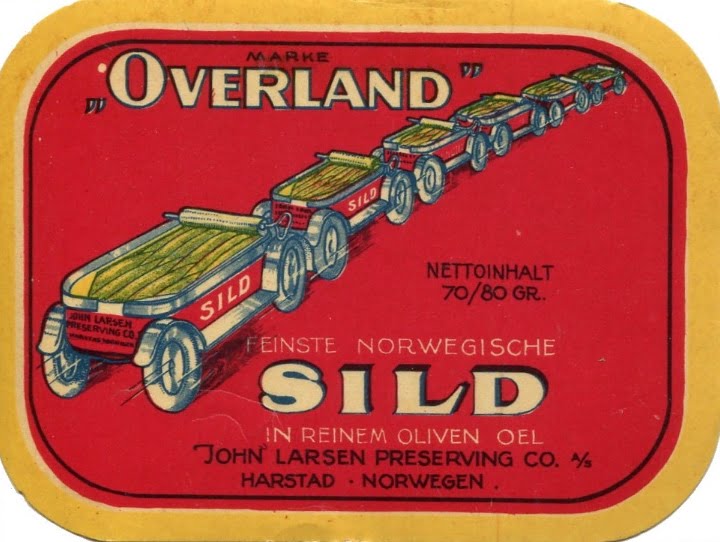 MARKE
„OVERLAND”
SILD
SILD
JOHN LARSEN
PRESERVING CO.
NETTOINHALT
70/80 GR.
FEINSTE NORWEGISCHE
SILD
IN REINEM OLIVEN OEL
JOHN LARSEN PRESERVING CO. A/S
HARSTAD · NORWEGEN.